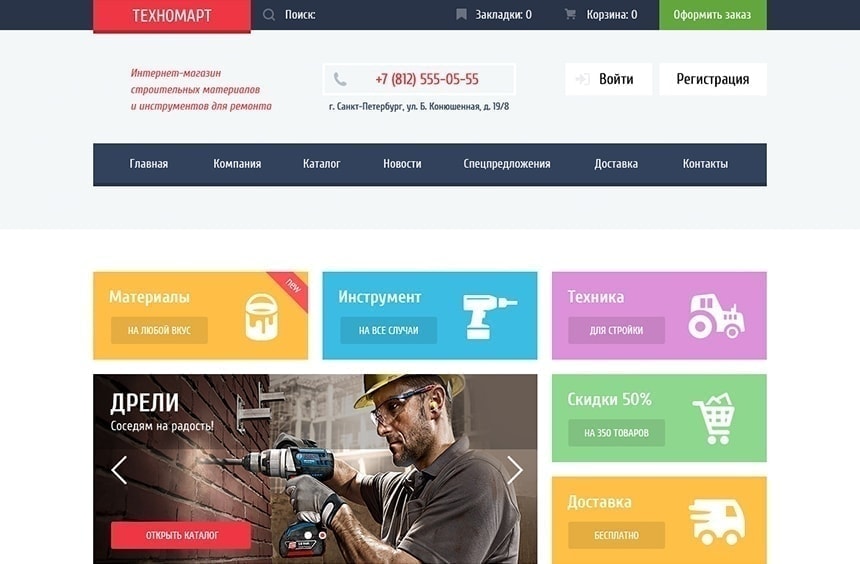 ТЕХНОМАРТ
Поиск:
Закладки: 0
Корзина: 0
Оформить заказ
Интернет-магазин
строительных материалов
и инструментов для ремонта
+7 (812) 555-05-55
г. Санкт-Петербург, ул. Б. Конюшенная, д. 19/8
Войти
Регистрация
Главная
Компания
Каталог
Новости
Спецпредложения
Доставка
Контакты
Материалы
new
НА ЛЮБОЙ ВКУС
Инструмент
НА ВСЕ СЛУЧАИ
Техника
ДЛЯ СТРОЙКИ
ДРЕЛИ
Соседям на радость!
ОТКРЫТЬ КАТАЛОГ
Скидки 50%
НА 350 ТОВАРОВ
Доставка
БЕСПЛАТНО